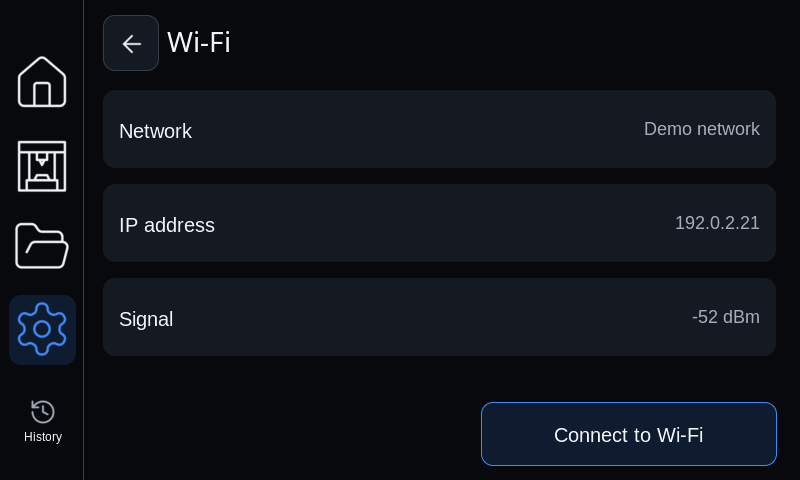 Wi-Fi
Network
Demo network
IP address
192.0.2.21
Signal
-52 dBm
History
Connect to Wi-Fi